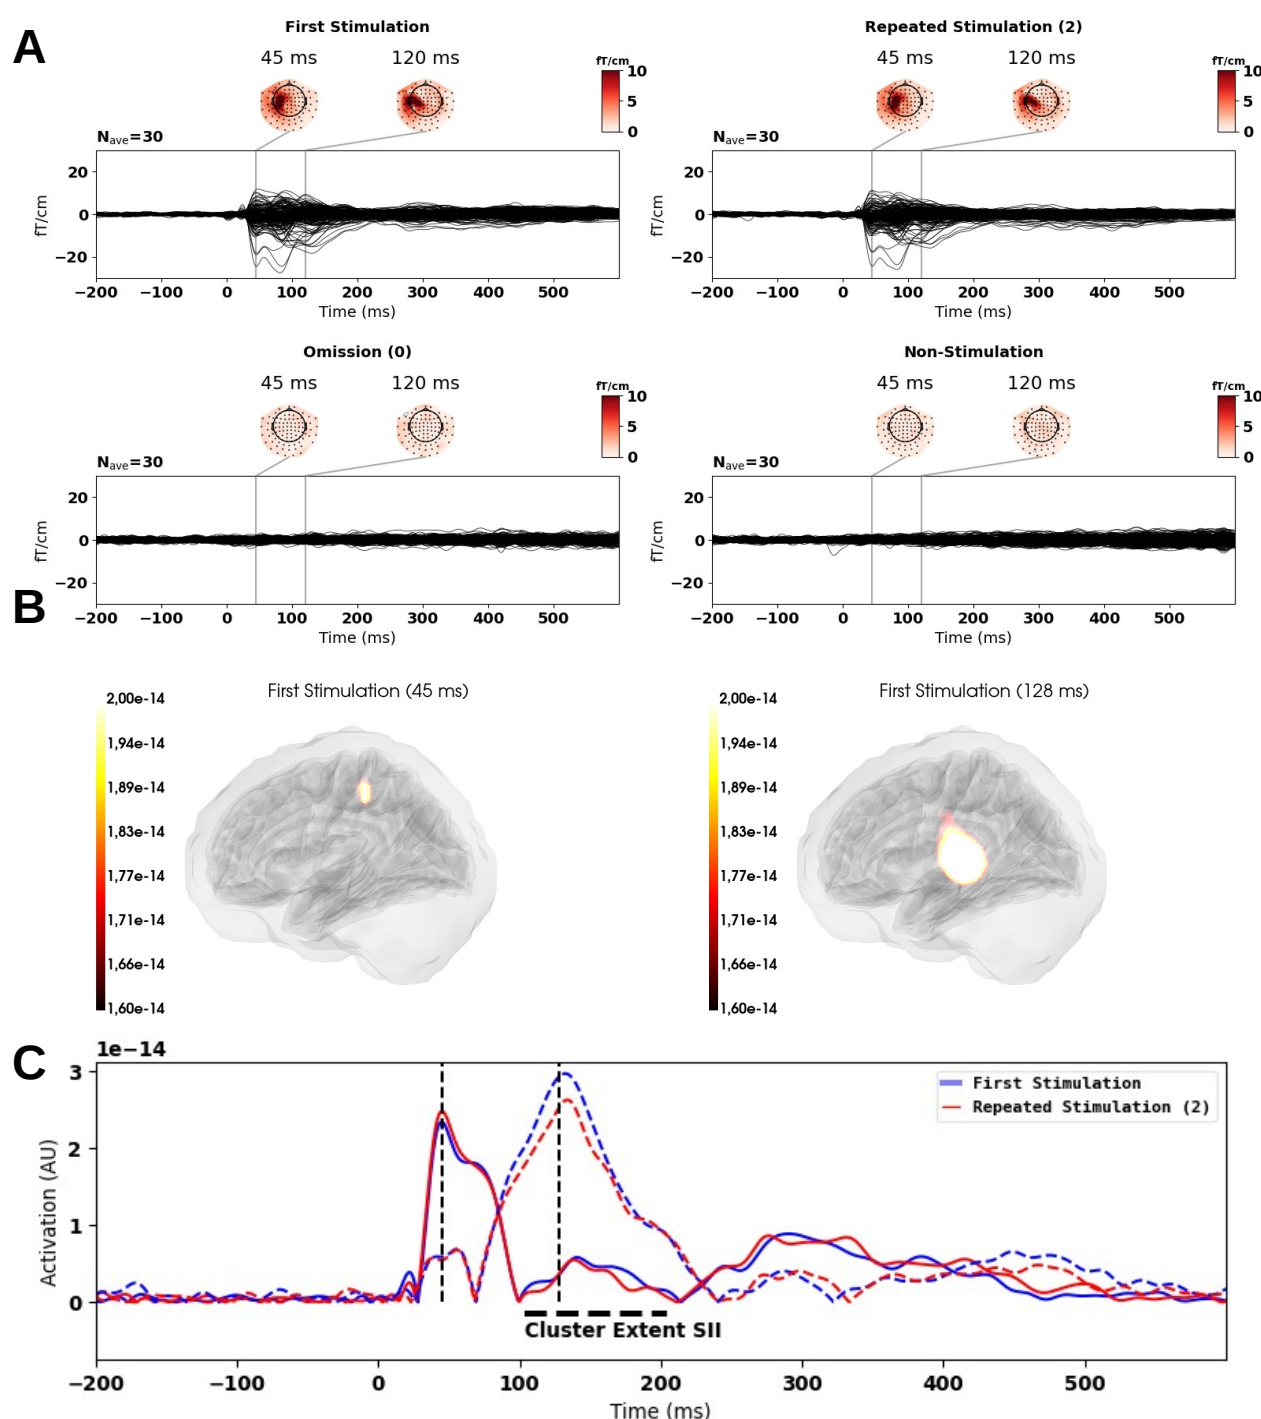 A
First Stimulation
45 ms
120 ms
fT/cm
10
5
0
N_ave=30
20
0
−20
fT/cm
−200 −100 0 100 200 300 400 500
Time (ms)
Repeated Stimulation (2)
45 ms
120 ms
fT/cm
10
5
0
N_ave=30
20
0
−20
fT/cm
−200 −100 0 100 200 300 400 500
Time (ms)
Omission (0)
45 ms
120 ms
fT/cm
10
5
0
N_ave=30
20
0
−20
fT/cm
−200 −100 0 100 200 300 400 500
Time (ms)
Non-Stimulation
45 ms
120 ms
fT/cm
10
5
0
N_ave=30
20
0
−20
fT/cm
−200 −100 0 100 200 300 400 500
Time (ms)
B
First Stimulation (45 ms)
2,00e-14
1,94e-14
1,89e-14
1,83e-14
1,77e-14
1,71e-14
1,66e-14
1,60e-14
First Stimulation (128 ms)
2,00e-14
1,94e-14
1,89e-14
1,83e-14
1,77e-14
1,71e-14
1,66e-14
1,60e-14
C
1e−14
3
2
1
0
Activation (AU)
First Stimulation
Repeated Stimulation (2)
Cluster Extent SII
−200 −100 0 100 200 300 400 500
Time (ms)